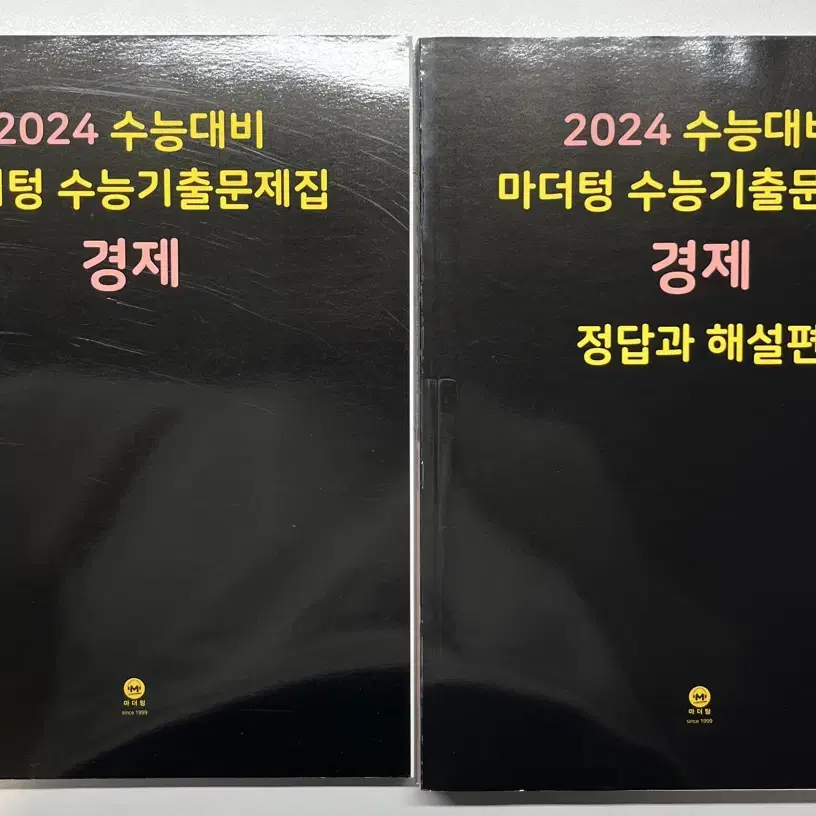 2024 수능대비
텅 수능기출문제집
경제
마더텅
since 1999
2024 수능대비
마더텅 수능기출문
경제
정답과 해설편
마더텅
since 1999